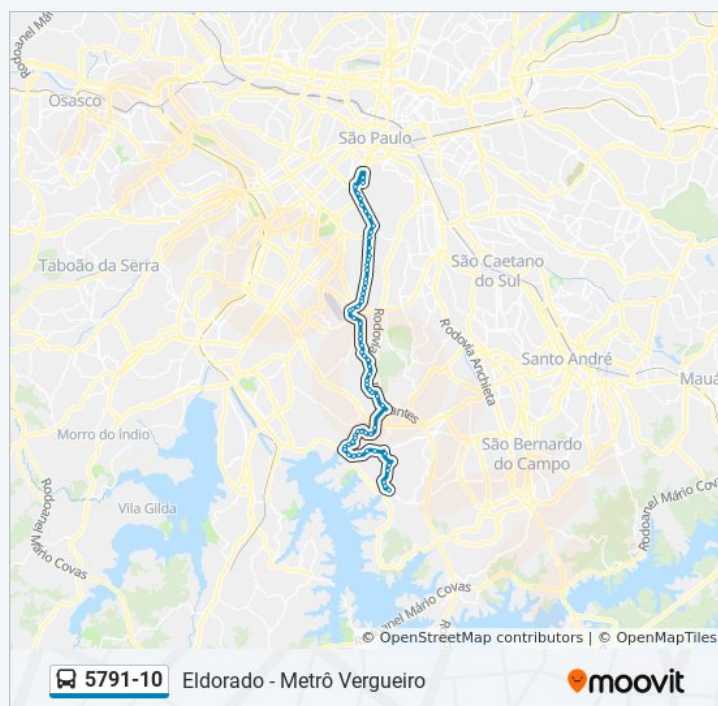 Rodoanel M
Osasco
São Paulo
Taboão da Serra
São Caetano
do Sul
Rodovia
Rodovia Anchieta
Santo André
Mauá
antes
Morro do Índio
São Bernardo
do Campo
Vila Gilda
Rodoanel
Mário Covas
Rodoanel Mário Cova
Rodoanel Mário Covas
© OpenStreetMap contributors | © OpenMapTiles
5791-10 Eldorado - Metrô Vergueiro moovit